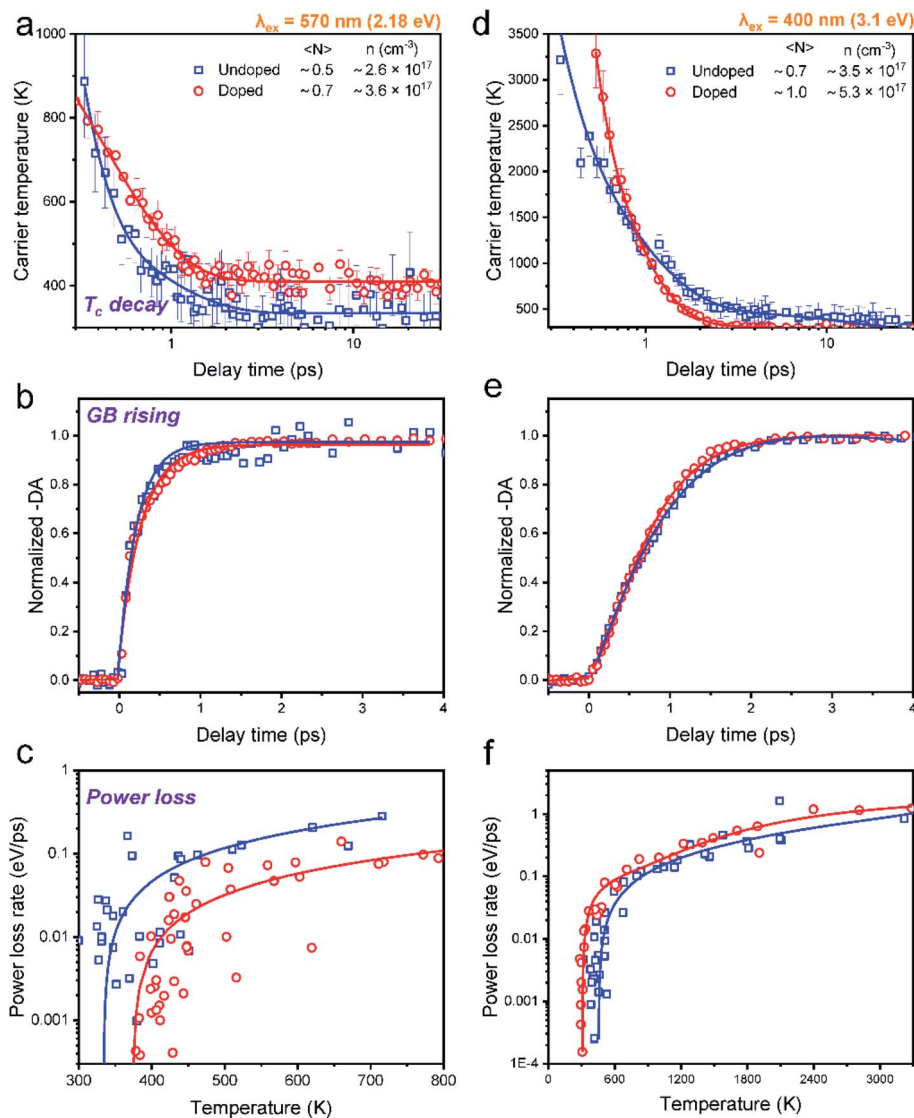 a
λex = 570 nm (2.18 eV)
1000
800
600
400
Carrier temperature (K)
<N> n (cm⁻³)
Undoped ~0.5 ~2.6 × 10¹⁷
Doped ~0.7 ~3.6 × 10¹⁷
Tc decay
1 10
Delay time (ps)
d
λex = 400 nm (3.1 eV)
3500
3000
2500
2000
1500
1000
500
Carrier temperature (K)
<N> n (cm⁻³)
Undoped ~0.7 ~3.5 × 10¹⁷
Doped ~1.0 ~5.3 × 10¹⁷
1 10
Delay time (ps)
b
GB rising
1.0
0.8
0.6
0.4
0.2
0.0
Normalized -DA
0 1 2 3 4
Delay time (ps)
e
1.0
0.8
0.6
0.4
0.2
0.0
Normalized -DA
0 1 2 3 4
Delay time (ps)
c
Power loss
1
0.1
0.01
0.001
Power loss rate (eV/ps)
300 400 500 600 700 800
Temperature (K)
f
1
0.1
0.01
0.001
1E-4
Power loss rate (eV/ps)
0 600 1200 1800 2400 3000
Temperature (K)